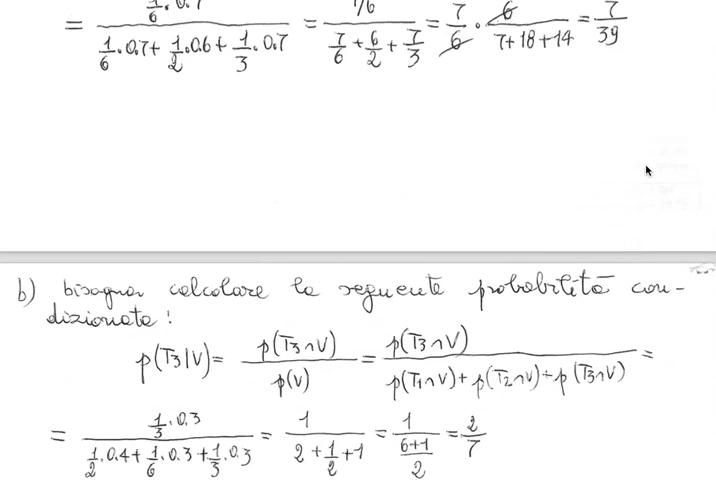 = (1/6 · 0.7) / (1/6 · 0.7 + 1/2 · 0.6 + 1/3 · 0.7) = (7/6) / (7/6 + 6/2 + 7/3) = 7/6 · 6/(7+18+14) = 7/39
b) bisogna calcolare la seguente probabilità con-
dizionata:
p(T3|V) = p(T3∩V) / p(V) = p(T3∩V) / (p(T1∩V) + p(T2∩V) + p(T3∩V)) =
= (1/3 · 0.3) / (1/2 · 0.4 + 1/6 · 0.3 + 1/3 · 0.3) = 1 / (2 + 1/2 + 1) = 1 / ((6+1)/2) = 2/7